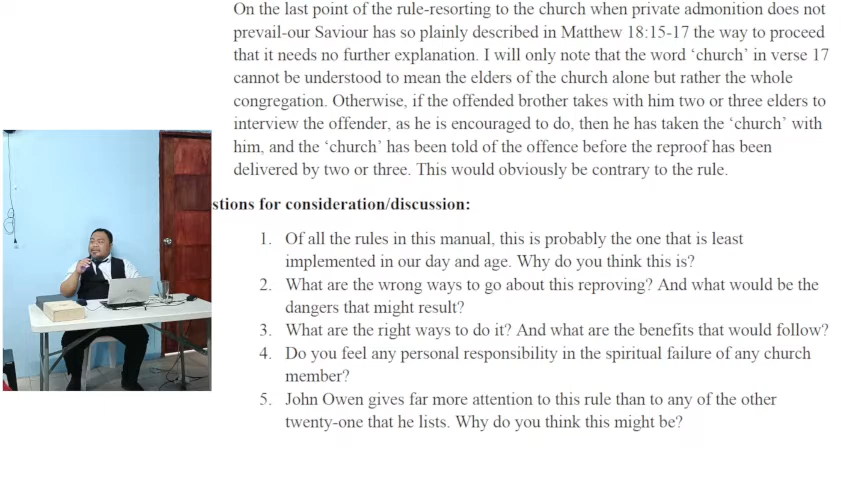 On the last point of the rule-resorting to the church when private admonition does not
prevail-our Saviour has so plainly described in Matthew 18:15-17 the way to proceed
that it needs no further explanation. I will only note that the word ‘church’ in verse 17
cannot be understood to mean the elders of the church alone but rather the whole
congregation. Otherwise, if the offended brother takes with him two or three elders to
interview the offender, as he is encouraged to do, then he has taken the ‘church’ with
him, and the ‘church’ has been told of the offence before the reproof has been
delivered by two or three. This would obviously be contrary to the rule.
stions for consideration/discussion:
1. Of all the rules in this manual, this is probably the one that is least
implemented in our day and age. Why do you think this is?
2. What are the wrong ways to go about this reproving? And what would be the
dangers that might result?
3. What are the right ways to do it? And what are the benefits that would follow?
4. Do you feel any personal responsibility in the spiritual failure of any church
member?
5. John Owen gives far more attention to this rule than to any of the other
twenty-one that he lists. Why do you think this might be?